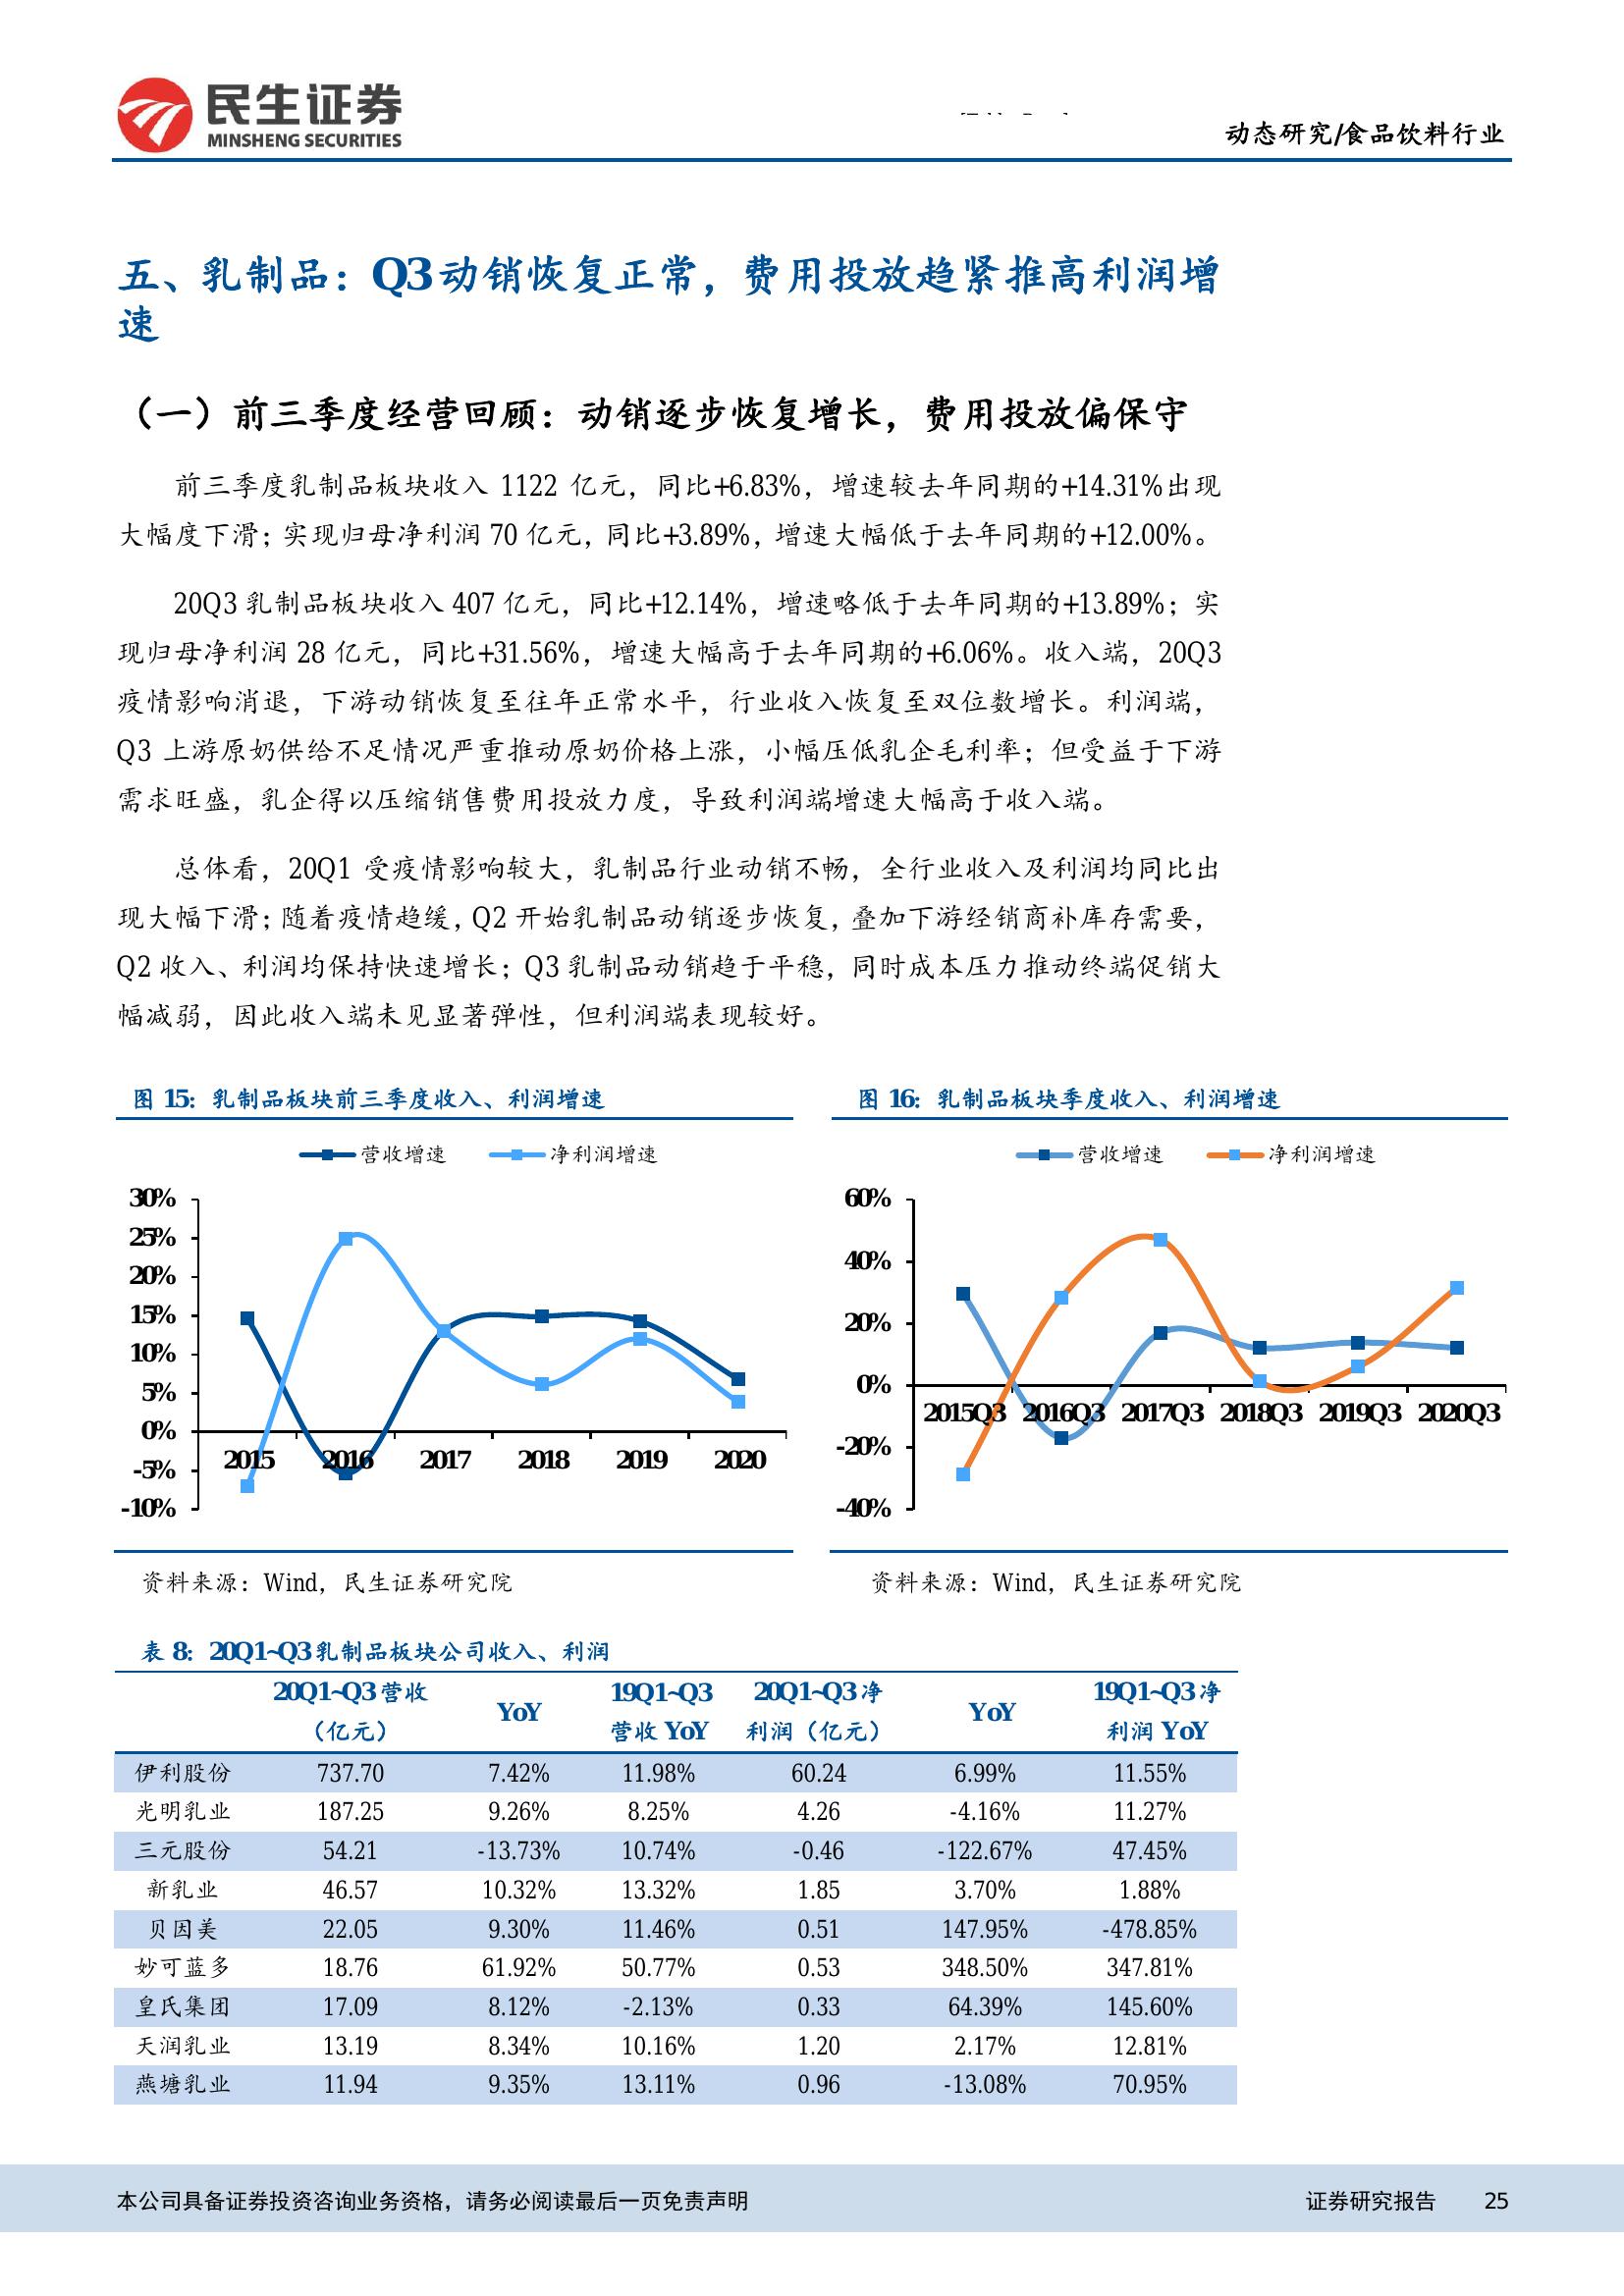 民生证券
MINSHENG SECURITIES
动态研究/食品饮料行业
五、乳制品：Q3动销恢复正常，费用投放趋紧推高利润增
速
（一）前三季度经营回顾：动销逐步恢复增长，费用投放偏保守
前三季度乳制品板块收入 1122 亿元，同比+6.83%，增速较去年同期的+14.31%出现
大幅度下滑；实现归母净利润 70 亿元，同比+3.89%，增速大幅低于去年同期的+12.00%。
20Q3 乳制品板块收入 407 亿元，同比+12.14%，增速略低于去年同期的+13.89%；实
现归母净利润 28 亿元，同比+31.56%，增速大幅高于去年同期的+6.06%。收入端，20Q3
疫情影响消退，下游动销恢复至往年正常水平，行业收入恢复至双位数增长。利润端，
Q3 上游原奶供给不足情况严重推动原奶价格上涨，小幅压低乳企毛利率；但受益于下游
需求旺盛，乳企得以压缩销售费用投放力度，导致利润端增速大幅高于收入端。
总体看，20Q1 受疫情影响较大，乳制品行业动销不畅，全行业收入及利润均同比出
现大幅下滑；随着疫情趋缓，Q2 开始乳制品动销逐步恢复，叠加下游经销商补库存需要，
Q2 收入、利润均保持快速增长；Q3 乳制品动销趋于平稳，同时成本压力推动终端促销大
幅减弱，因此收入端未见显著弹性，但利润端表现较好。
图 15：乳制品板块前三季度收入、利润增速
营收增速 净利润增速
30%
25%
20%
15%
10%
5%
0%
-5%
-10%
2015 2016 2017 2018 2019 2020
资料来源：Wind，民生证券研究院
图 16：乳制品板块季度收入、利润增速
营收增速 净利润增速
60%
40%
20%
0%
-20%
-40%
2015Q3 2016Q3 2017Q3 2018Q3 2019Q3 2020Q3
资料来源：Wind，民生证券研究院
表 8：20Q1~Q3乳制品板块公司收入、利润
20Q1~Q3 营收 YoY 19Q1~Q3 20Q1~Q3 净 YoY 19Q1~Q3 净
（亿元） 营收 YoY 利润（亿元） 利润 YoY
伊利股份 737.70 7.42% 11.98% 60.24 6.99% 11.55%
光明乳业 187.25 9.26% 8.25% 4.26 -4.16% 11.27%
三元股份 54.21 -13.73% 10.74% -0.46 -122.67% 47.45%
新乳业 46.57 10.32% 13.32% 1.85 3.70% 1.88%
贝因美 22.05 9.30% 11.46% 0.51 147.95% -478.85%
妙可蓝多 18.76 61.92% 50.77% 0.53 348.50% 347.81%
皇氏集团 17.09 8.12% -2.13% 0.33 64.39% 145.60%
天润乳业 13.19 8.34% 10.16% 1.20 2.17% 12.81%
燕塘乳业 11.94 9.35% 13.11% 0.96 -13.08% 70.95%
本公司具备证券投资咨询业务资格，请务必阅读最后一页免责声明 证券研究报告 25